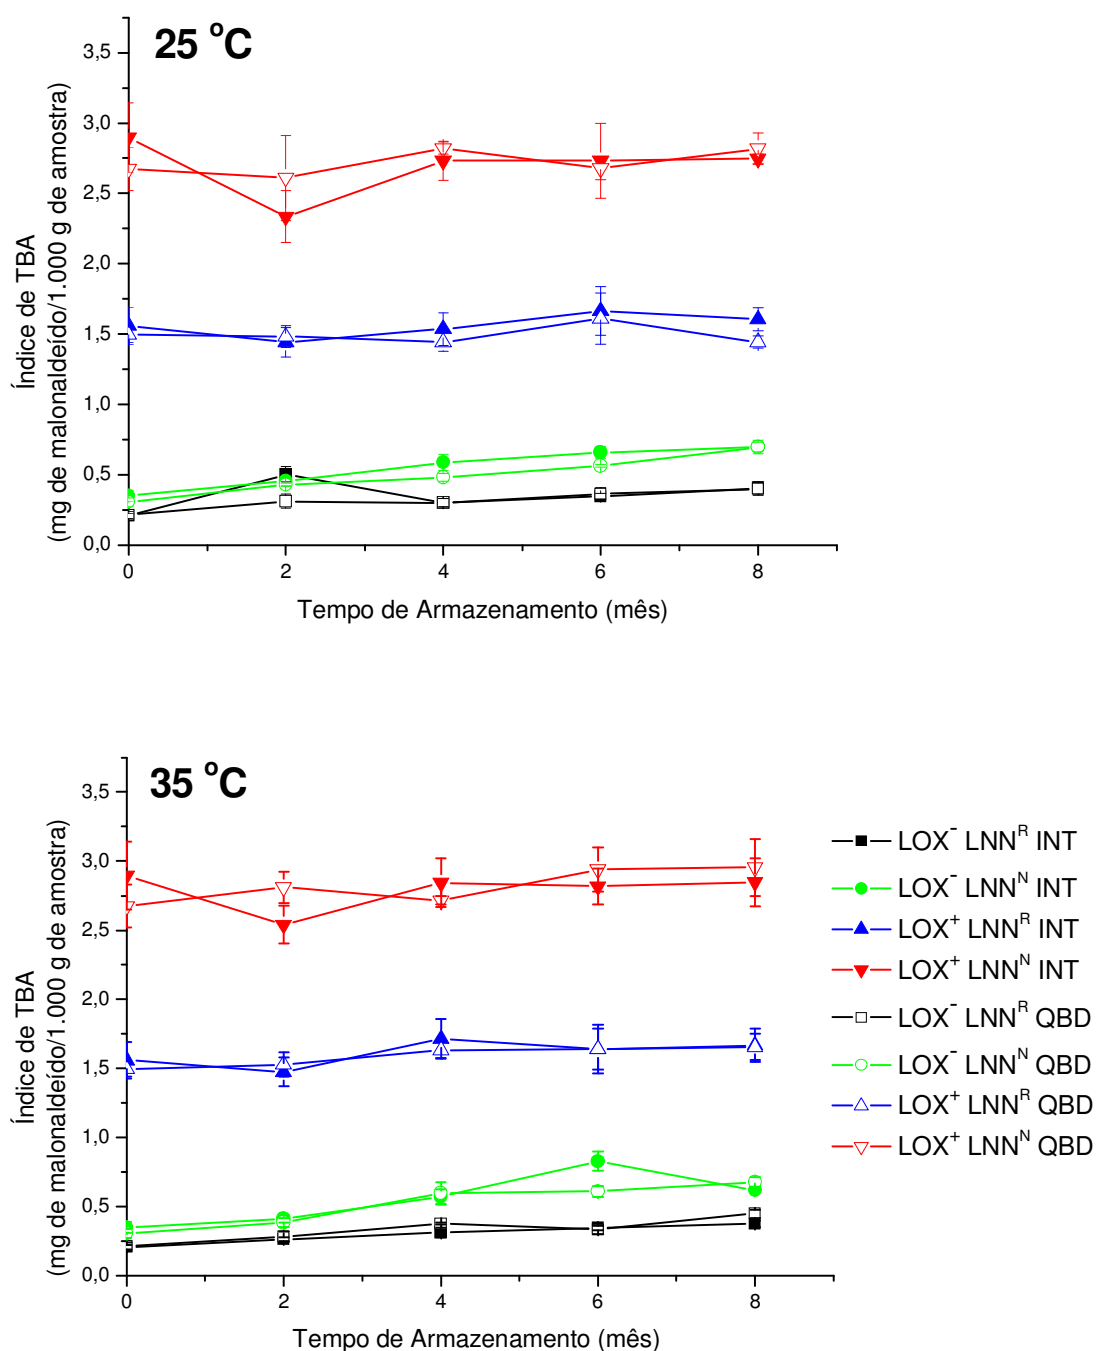 25 °C
3,5
3,0
2,5
2,0
1,5
1,0
0,5
0,0
Índice de TBA
(mg de malonaldeído/1.000 g de amostra)
0 2 4 6 8
Tempo de Armazenamento (mês)
35 °C
3,5
3,0
2,5
2,0
1,5
1,0
0,5
0,0
Índice de TBA
(mg de malonaldeído/1.000 g de amostra)
0 2 4 6 8
Tempo de Armazenamento (mês)
LOX⁻ LNNᴿ INT
LOX⁻ LNNᴺ INT
LOX⁺ LNNᴿ INT
LOX⁺ LNNᴺ INT
LOX⁻ LNNᴿ QBD
LOX⁻ LNNᴺ QBD
LOX⁺ LNNᴿ QBD
LOX⁺ LNNᴺ QBD